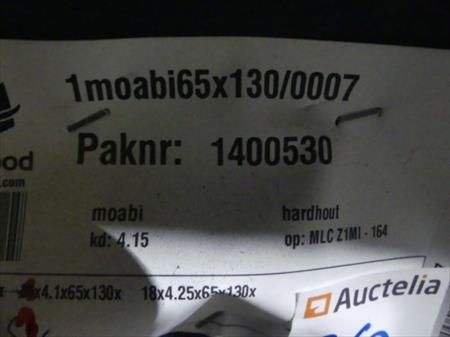 1moabi65x130/0007
Paknr: 1400530
ood
.com
moabi hardhout
kd: 4.15 op: MLC Z1MI - 164
x4.1x65x130x 18x4.25x65x130x
Auctelia